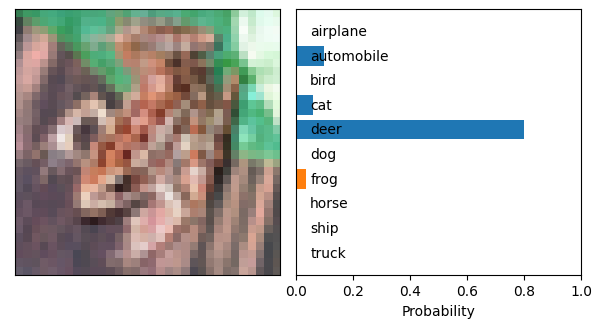 airplane
automobile
bird
cat
deer
dog
frog
horse
ship
truck
0.0 0.2 0.4 0.6 0.8 1.0
Probability